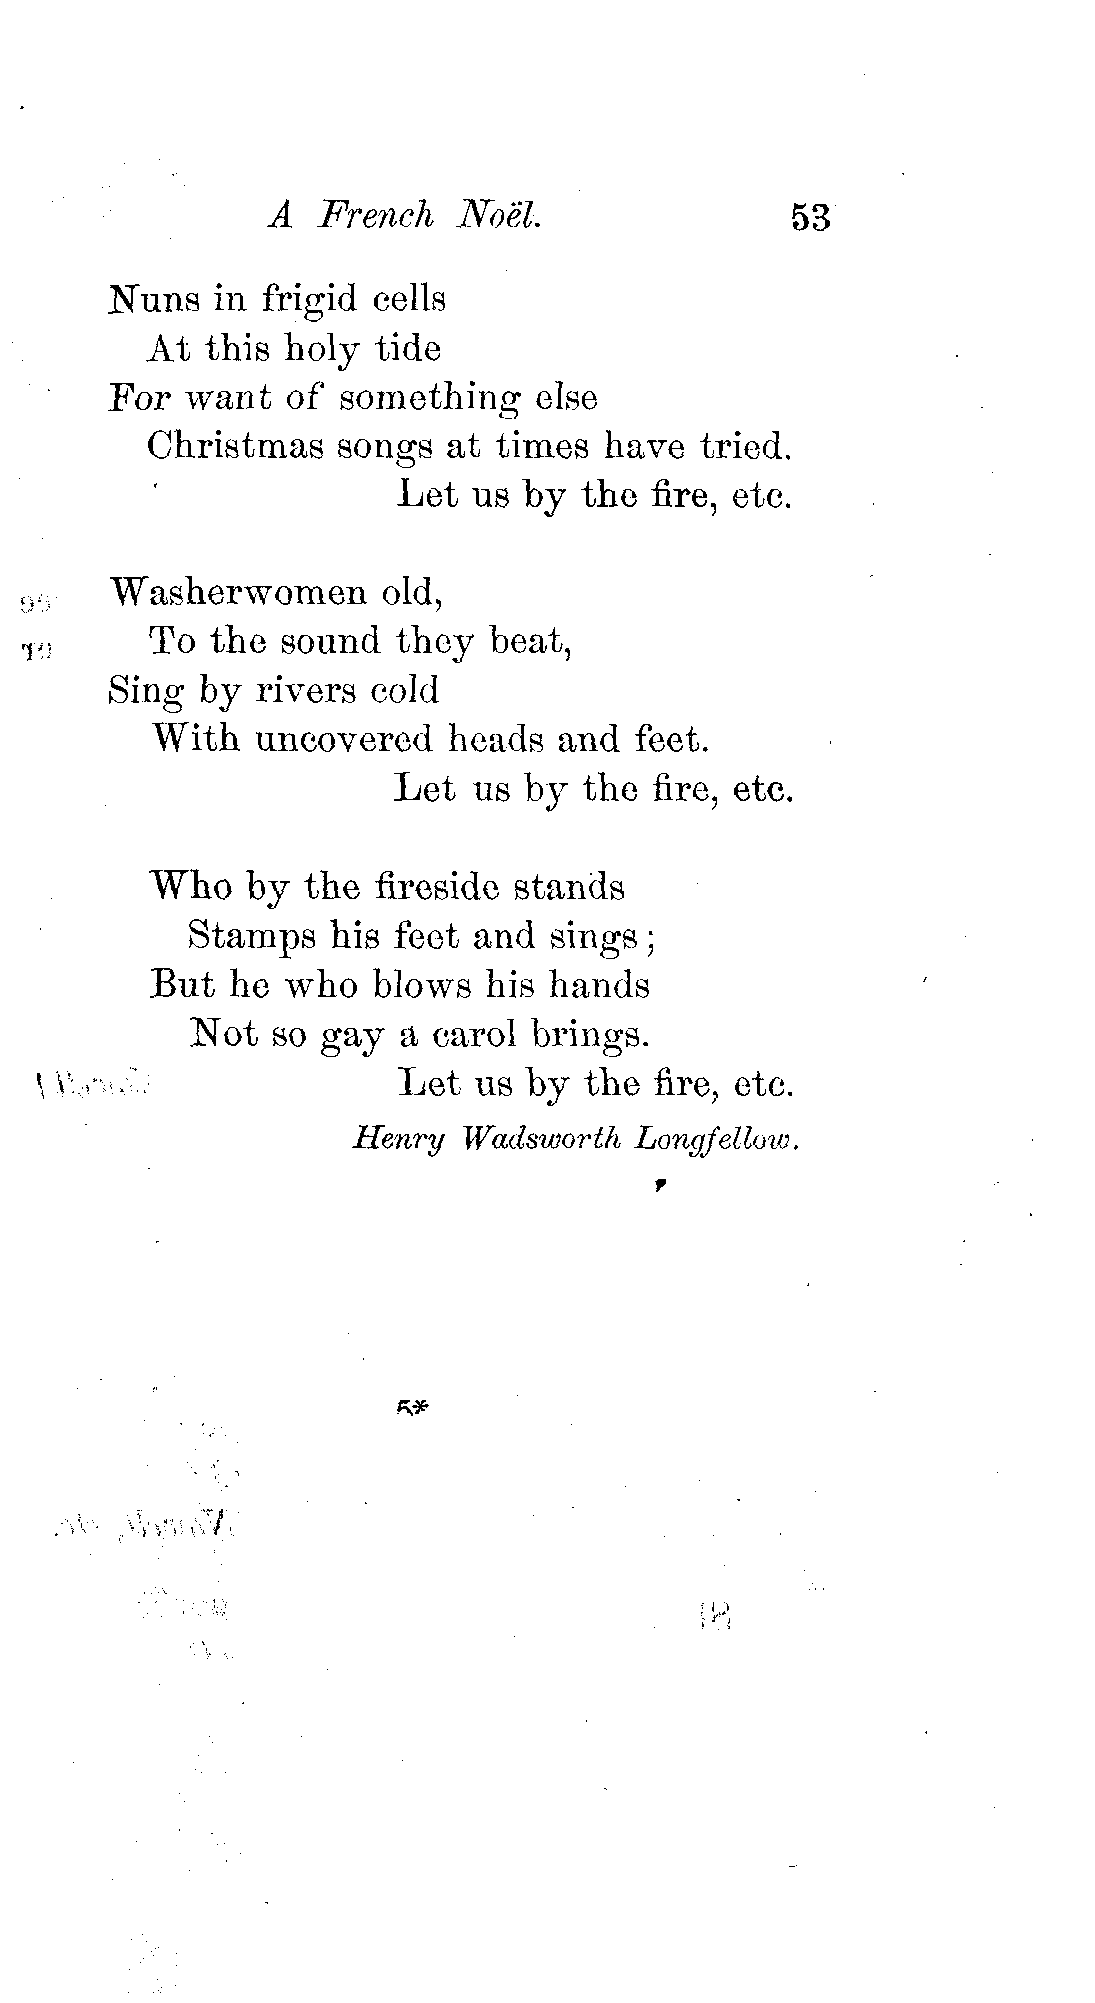 A French Noël. 53
Nuns in frigid cells
At this holy tide
For want of something else
Christmas songs at times have tried.
Let us by the fire, etc.
Washerwomen old,
To the sound they beat,
Sing by rivers cold
With uncovered heads and feet.
Let us by the fire, etc.
Who by the fireside stands
Stamps his feet and sings;
But he who blows his hands
Not so gay a carol brings.
Let us by the fire, etc.
Henry Wadsworth Longfellow.
5*